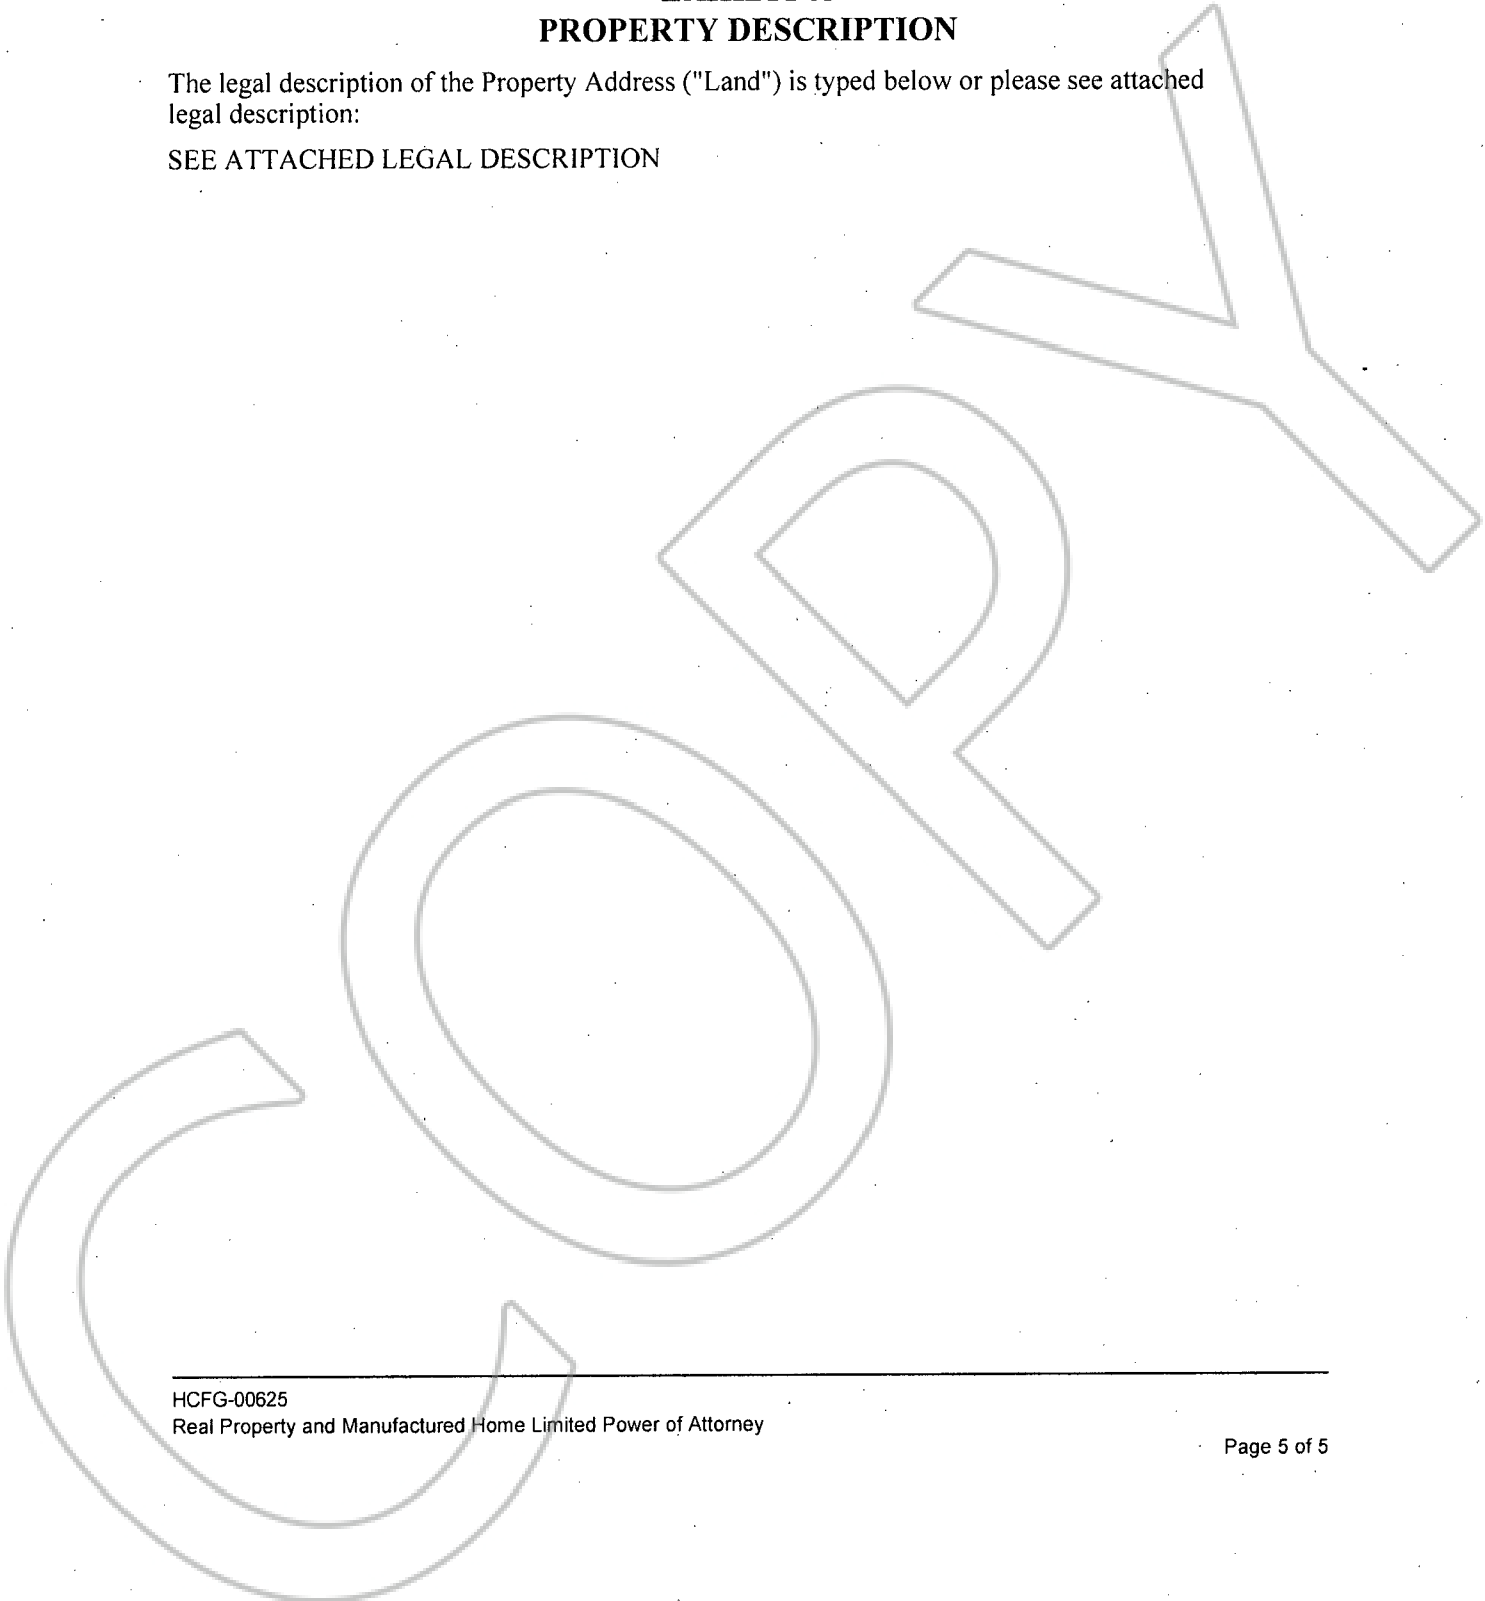 PROPERTY DESCRIPTION
The legal description of the Property Address ("Land") is typed below or please see attached
legal description:
SEE ATTACHED LEGAL DESCRIPTION
COPY
HCFG-00625
Real Property and Manufactured Home Limited Power of Attorney
Page 5 of 5